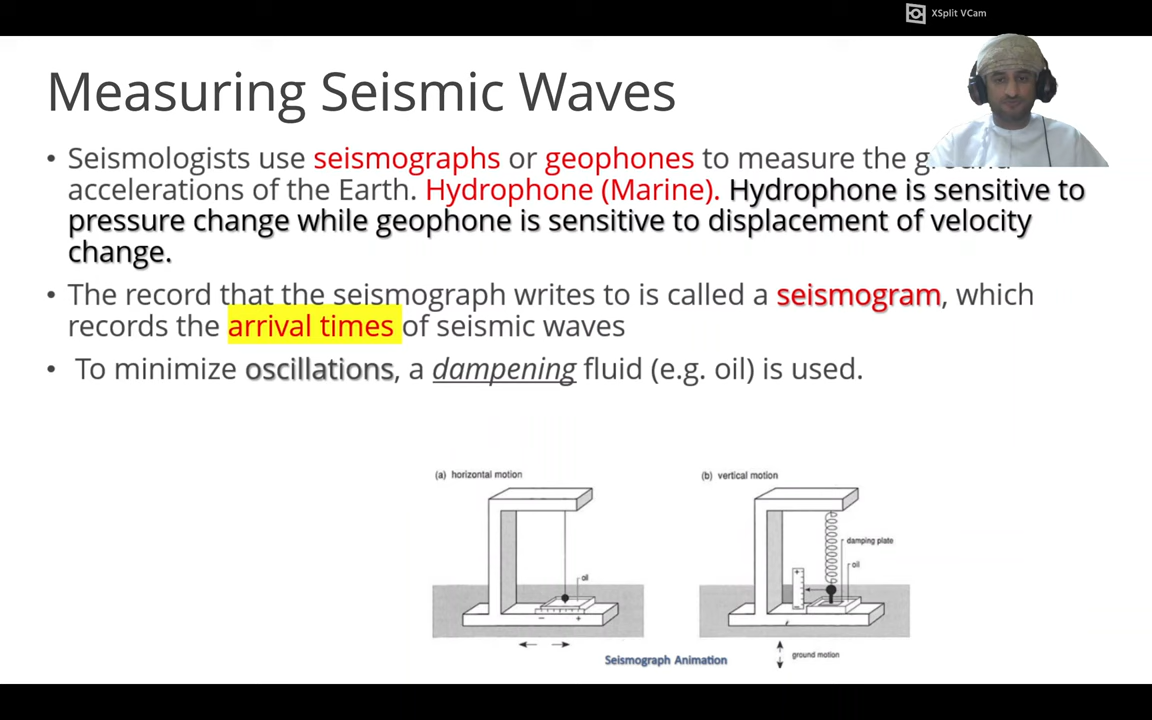 XSplit VCam
Measuring Seismic Waves
• Seismologists use seismographs or geophones to measure the ground
accelerations of the Earth. Hydrophone (Marine). Hydrophone is sensitive to
pressure change while geophone is sensitive to displacement of velocity
change.
• The record that the seismograph writes to is called a seismogram, which
records the arrival times of seismic waves
• To minimize oscillations, a dampening fluid (e.g. oil) is used.
(a) horizontal motion
(b) vertical motion
damping plate
oil
oil
+
− +
ground motion
Seismograph Animation